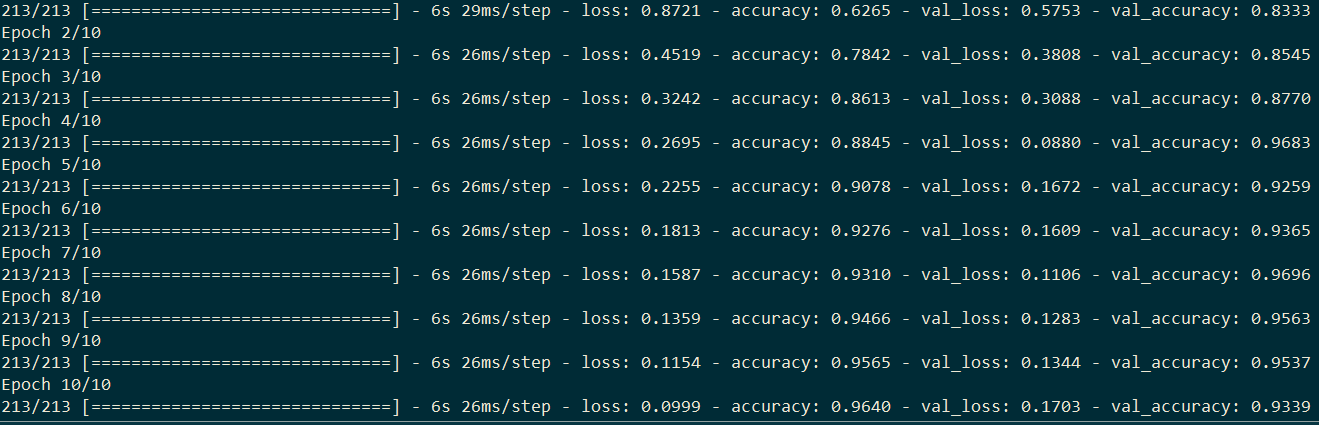 213/213 [==============================] - 6s 29ms/step - loss: 0.8721 - accuracy: 0.6265 - val_loss: 0.5753 - val_accuracy: 0.8333
Epoch 2/10
213/213 [==============================] - 6s 26ms/step - loss: 0.4519 - accuracy: 0.7842 - val_loss: 0.3808 - val_accuracy: 0.8545
Epoch 3/10
213/213 [==============================] - 6s 26ms/step - loss: 0.3242 - accuracy: 0.8613 - val_loss: 0.3088 - val_accuracy: 0.8770
Epoch 4/10
213/213 [==============================] - 6s 26ms/step - loss: 0.2695 - accuracy: 0.8845 - val_loss: 0.0880 - val_accuracy: 0.9683
Epoch 5/10
213/213 [==============================] - 6s 26ms/step - loss: 0.2255 - accuracy: 0.9078 - val_loss: 0.1672 - val_accuracy: 0.9259
Epoch 6/10
213/213 [==============================] - 6s 26ms/step - loss: 0.1813 - accuracy: 0.9276 - val_loss: 0.1609 - val_accuracy: 0.9365
Epoch 7/10
213/213 [==============================] - 6s 26ms/step - loss: 0.1587 - accuracy: 0.9310 - val_loss: 0.1106 - val_accuracy: 0.9696
Epoch 8/10
213/213 [==============================] - 6s 26ms/step - loss: 0.1359 - accuracy: 0.9466 - val_loss: 0.1283 - val_accuracy: 0.9563
Epoch 9/10
213/213 [==============================] - 6s 26ms/step - loss: 0.1154 - accuracy: 0.9565 - val_loss: 0.1344 - val_accuracy: 0.9537
Epoch 10/10
213/213 [==============================] - 6s 26ms/step - loss: 0.0999 - accuracy: 0.9640 - val_loss: 0.1703 - val_accuracy: 0.9339